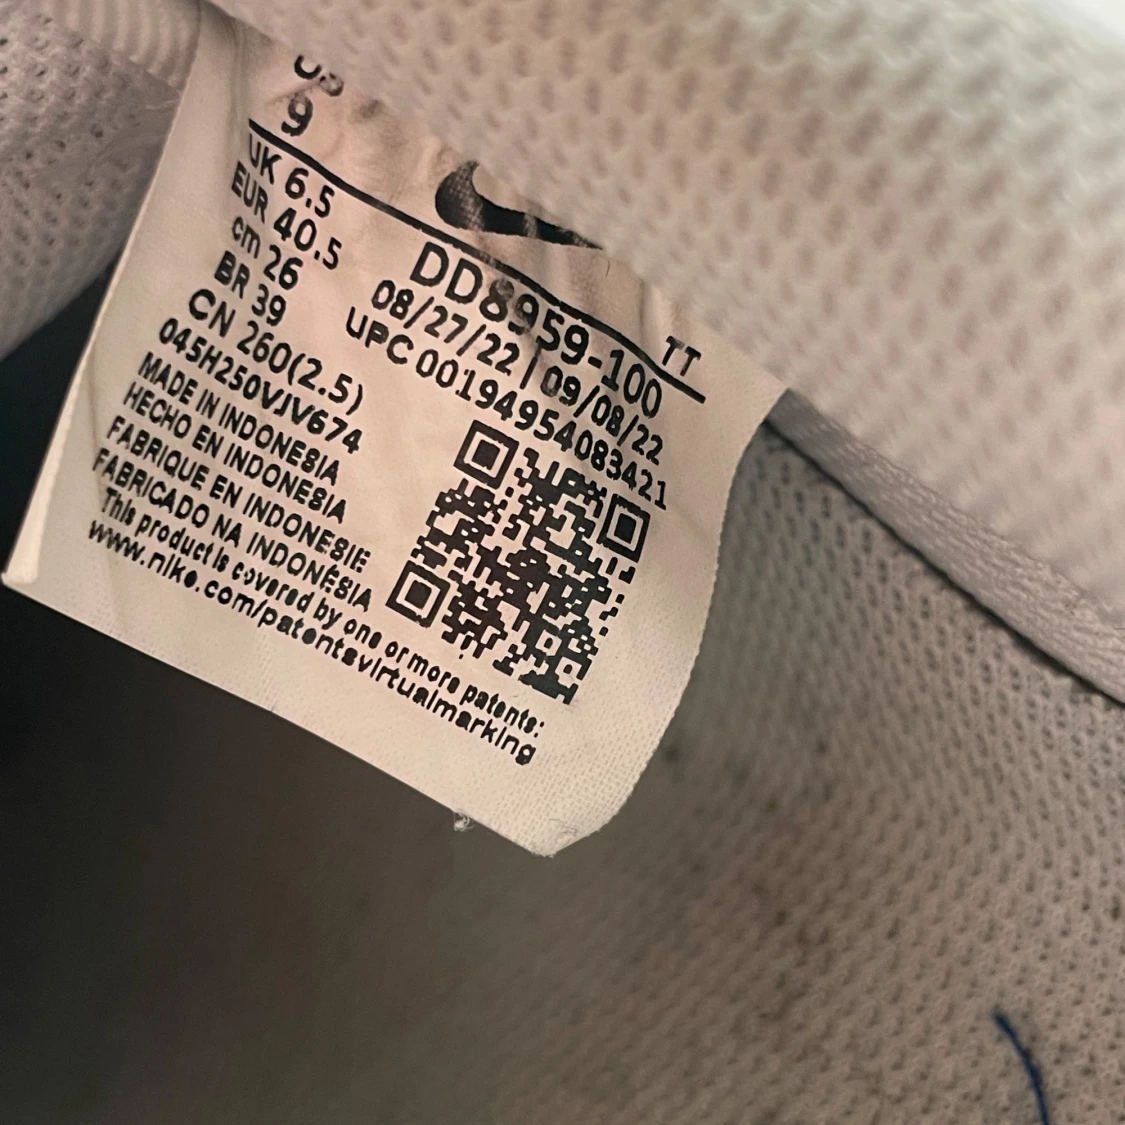 US
9
UK 6.5
EUR 40.5
cm 26
BR 39
CN 260(2.5)
TT
DD8959-100
08/27/22 | 09/08/22
UPC 00194954083421
045H250VJV674
MADE IN INDONESIA
HECHO EN INDONESIA
FABRIQUE EN INDONESIE
FABRICADO NA INDONÉSIA
This product is covered by one or more patents:
www.nike.com/patentsvirtualmarking